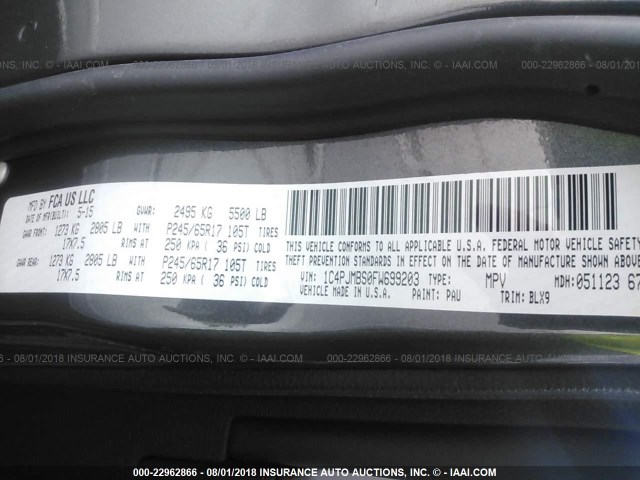 © 2018, INSURANCE AUTO AUCTIONS, INC. © - IAAI.COM
000-22962866 - 08/01/2018
INSURANCE AUTO AUCTIONS, INC. © - IAAI.COM
000-22962866 - 08/01/2018
MFD BY FCA US LLC
DATE OF MFR(BUILT): 5-15 GVWR: 2495 KG 5500 LB
GAWR FRONT: 1273 KG 2805 LB WITH P245/65R17 105T TIRES
17X7.5 RIMS AT 250 KPA ( 36 PSI) COLD
GAWR REAR: 1273 KG 2805 LB WITH P245/65R17 105T TIRES
17X7.5 RIMS AT 250 KPA ( 36 PSI) COLD
THIS VEHICLE CONFORMS TO ALL APPLICABLE U.S.A. FEDERAL MOTOR VEHICLE SAFETY,
THEFT PREVENTION STANDARDS IN EFFECT ON THE DATE OF MANUFACTURE SHOWN ABOVE.
VIN: 1C4PJMBS0FW699203 TYPE: MPV MDH: 051123 67
VEHICLE MADE IN U.S.A. PAINT: PAU TRIM: BLX9
000-22962866 - 08/01/2018 INSURANCE AUTO AUCTIONS, INC. © - IAAI.COM